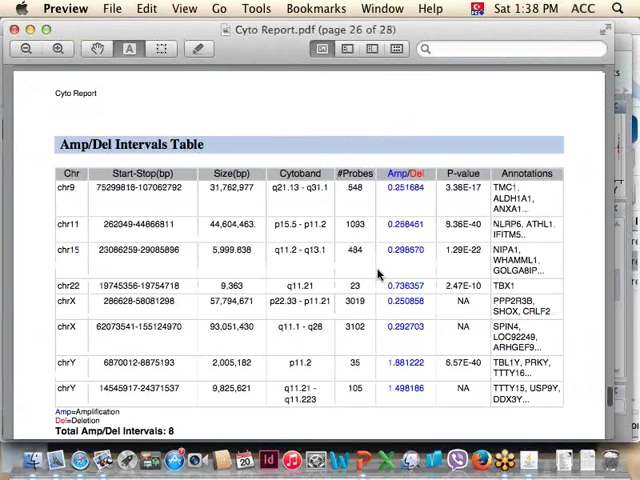 Preview File Edit View Go Tools Bookmarks Window Help Sat 1:38 PM ACC
Cyto Report.pdf (page 26 of 28)
Cyto Report
Amp/Del Intervals Table
Chr Start-Stop(bp) Size(bp) Cytoband #Probes Amp/Del P-value Annotations
chr9 75299818-107062792 31,762,977 q21.13 - q31.1 548 0.251684 3.36E-17 TMC1,
ALDH1A1,
ANXA1...
chr11 262049-44866811 44,604,463. p15.5 - p11.2 1093 0.268461 NLRP6, ATHL1,
IFITM5..
chr15 23086259-29085896 5,999,638 q11.2 - q13.1 484 0.298670 1.29E-22 NIPA1,
WHAMML1,
GOLGA8IP...
chr22 19745356-19754718 9,363 q11.21 23 0.736357 2.47E-10 TBX1
chrX 286628-58081298 57,794,671 p22.33 - p11.21 3019 0.250858 NA PPP2R3B,
SHOX, CRLF2...
chrX 62073541-155124970 93,051,430 q11.1 - q28 3102 0.292703 NA SPIN4,
LOC92249,
ARHGEF9...
chrY 6870012-8875193 2,005,182 p11.2 35 1.881222 TBL1Y, PRKY,
TTTY16...
chrY 14545917-24371537 9,825,621 q11.21 - 105 1.498186 NA TTTY15, USP9Y,
q11.223 DDX3Y...
Amp=Amplification
Del=Deletion
Total Amp/Del Intervals: 8